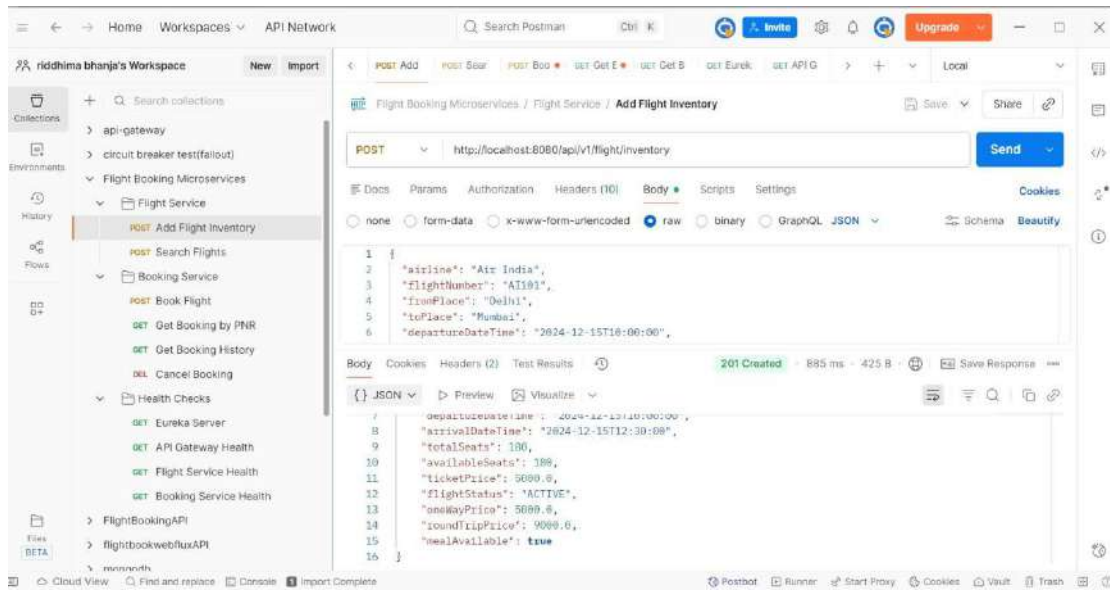 Home Workspaces API Network Search Postman Ctrl K Invite Upgrade
riddhima bhanja's Workspace New Import
POST Add POST Sear POST Boo GET Get E GET Get B GET Eurek GET API G Local
Collections
Environments
History
Flows
Files
BETA
Search collections
api-gateway
circuit breaker test(fallout)
Flight Booking Microservices
Flight Service
POST Add Flight Inventory
POST Search Flights
Booking Service
POST Book Flight
GET Get Booking by PNR
GET Get Booking History
DEL Cancel Booking
Health Checks
GET Eureka Server
GET API Gateway Health
GET Flight Service Health
GET Booking Service Health
FlightBookingAPI
flightbookwebfluxAPI
mongodb
Flight Booking Microservices / Flight Service / Add Flight Inventory Save Share
POST http://localhost:8080/api/v1/flight/inventory Send
Docs Params Authorization Headers (10) Body Scripts Settings Cookies
none form-data x-www-form-urlencoded raw binary GraphQL JSON Schema Beautify
1 {
2 "airline": "Air India",
3 "flightNumber": "AI101",
4 "fromPlace": "Delhi",
5 "toPlace": "Mumbai",
6 "departureDateTime": "2024-12-15T10:00:00",
Body Cookies Headers (2) Test Results 201 Created 885 ms 425 B Save Response
{} JSON Preview Visualize
7 "departureDateTime": "2024-12-15T10:00:00",
8 "arrivalDateTime": "2024-12-15T12:30:00",
9 "totalSeats": 180,
10 "availableSeats": 180,
11 "ticketPrice": 5000.0,
12 "flightStatus": "ACTIVE",
13 "oneWayPrice": 5000.0,
14 "roundTripPrice": 9000.0,
15 "mealAvailable": true
16 }
Cloud View Find and replace Console Import Complete Postbot Runner Start Proxy Cookies Vault Trash